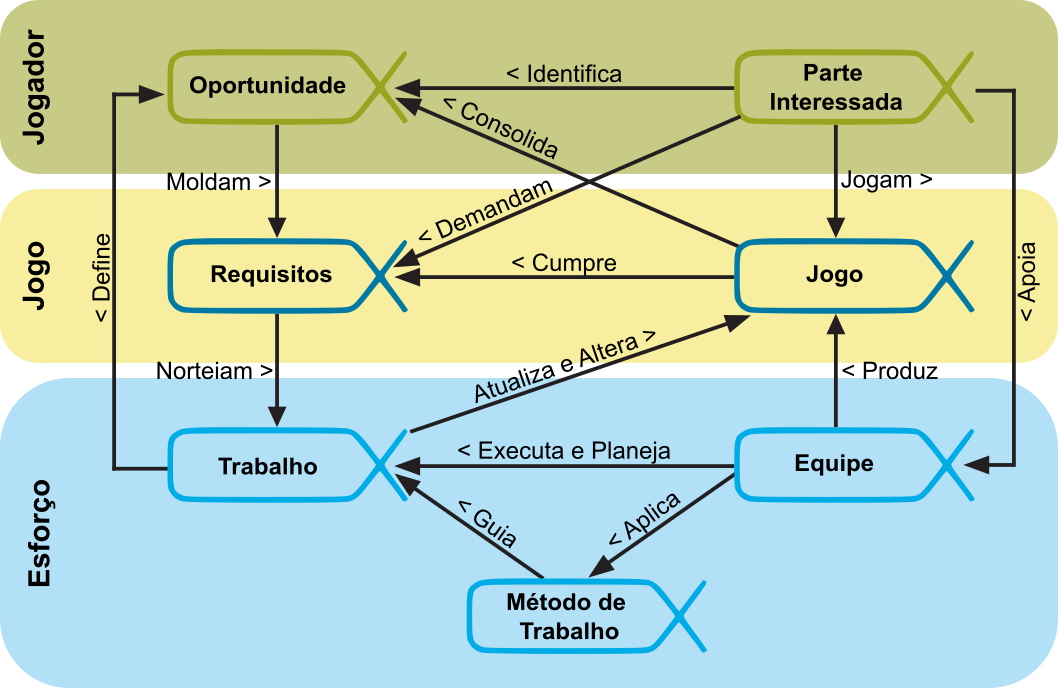 Jogador
Oportunidade
< Identifica
Parte
Interessada
< Consolida
Moldam >
< Demandam
Jogam >
Jogo
Requisitos
< Cumpre
Jogo
< Define
< Apoia
Norteiam >
Atualiza e Altera >
< Produz
Esforço
Trabalho
< Executa e Planeja
Equipe
< Guia
< Aplica
Método de
Trabalho